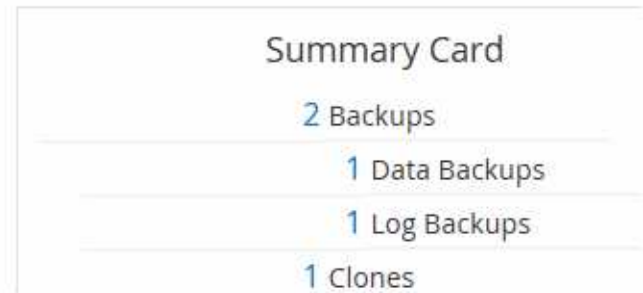 Summary Card
2 Backups
1 Data Backups
1 Log Backups
1 Clones